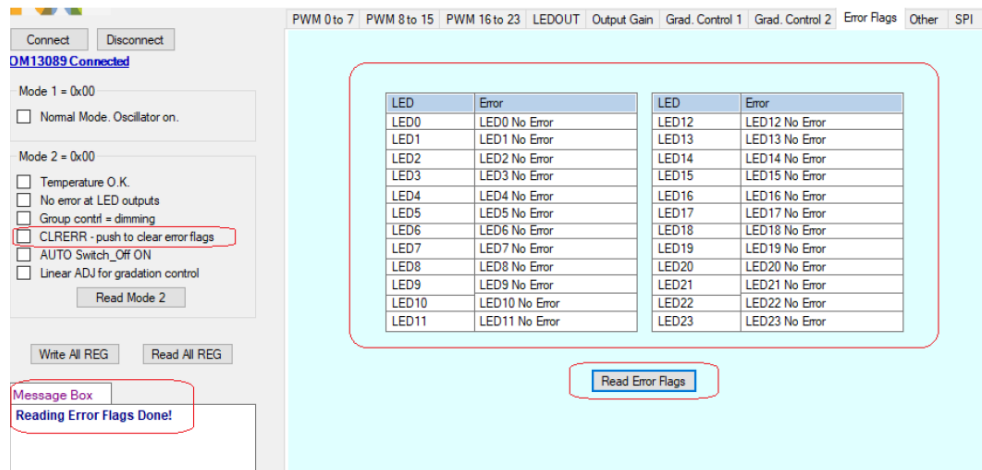 PWM 0 to 7 PWM 8 to 15 PWM 16 to 23 LEDOUT Output Gain Grad. Control 1 Grad. Control 2 Error Flags Other SPI
Connect Disconnect
OM13089 Connected
Mode 1 = 0x00
Normal Mode. Oscillator on.
Mode 2 = 0x00
Temperature O.K.
No error at LED outputs
Group contrl = dimming
CLRERR - push to clear error flags
AUTO Switch_Off ON
Linear ADJ for gradation control
Read Mode 2
Write All REG Read All REG
Message Box
Reading Error Flags Done!
LED Error LED Error
LED0 LED0 No Error LED12 LED12 No Error
LED1 LED1 No Error LED13 LED13 No Error
LED2 LED2 No Error LED14 LED14 No Error
LED3 LED3 No Error LED15 LED15 No Error
LED4 LED4 No Error LED16 LED16 No Error
LED5 LED5 No Error LED17 LED17 No Error
LED6 LED6 No Error LED18 LED18 No Error
LED7 LED7 No Error LED19 LED19 No Error
LED8 LED8 No Error LED20 LED20 No Error
LED9 LED9 No Error LED21 LED21 No Error
LED10 LED10 No Error LED22 LED22 No Error
LED11 LED11 No Error LED23 LED23 No Error
Read Error Flags